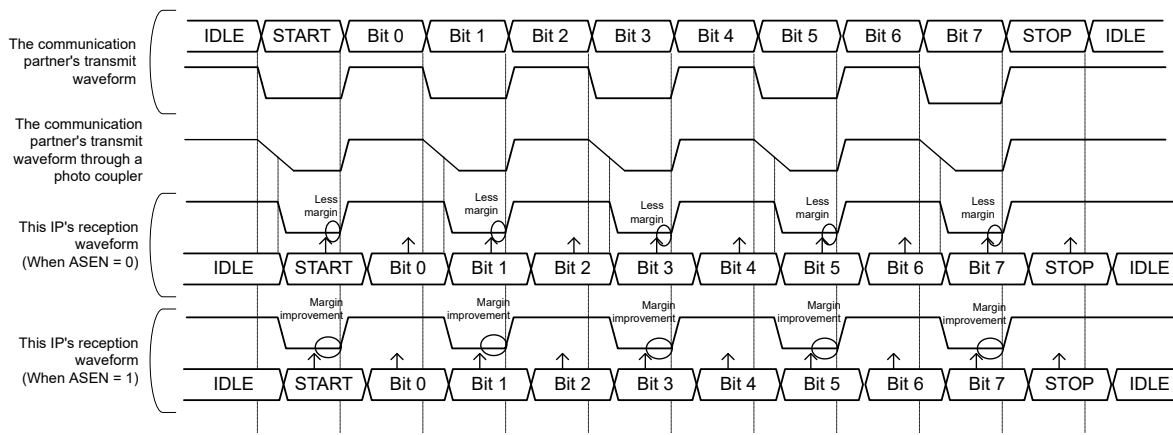 The communication
partner's transmit
waveform
IDLE START Bit 0 Bit 1 Bit 2 Bit 3 Bit 4 Bit 5 Bit 6 Bit 7 STOP IDLE
The communication
partner's transmit
waveform through a
photo coupler
This IP's reception
waveform
(When ASEN = 0)
Less
margin
Less
margin
Less
margin
Less
margin
Less
margin
IDLE START Bit 0 Bit 1 Bit 2 Bit 3 Bit 4 Bit 5 Bit 6 Bit 7 STOP IDLE
This IP's reception
waveform
(When ASEN = 1)
Margin
improvement
Margin
improvement
Margin
improvement
Margin
improvement
Margin
improvement
IDLE START Bit 0 Bit 1 Bit 2 Bit 3 Bit 4 Bit 5 Bit 6 Bit 7 STOP IDLE